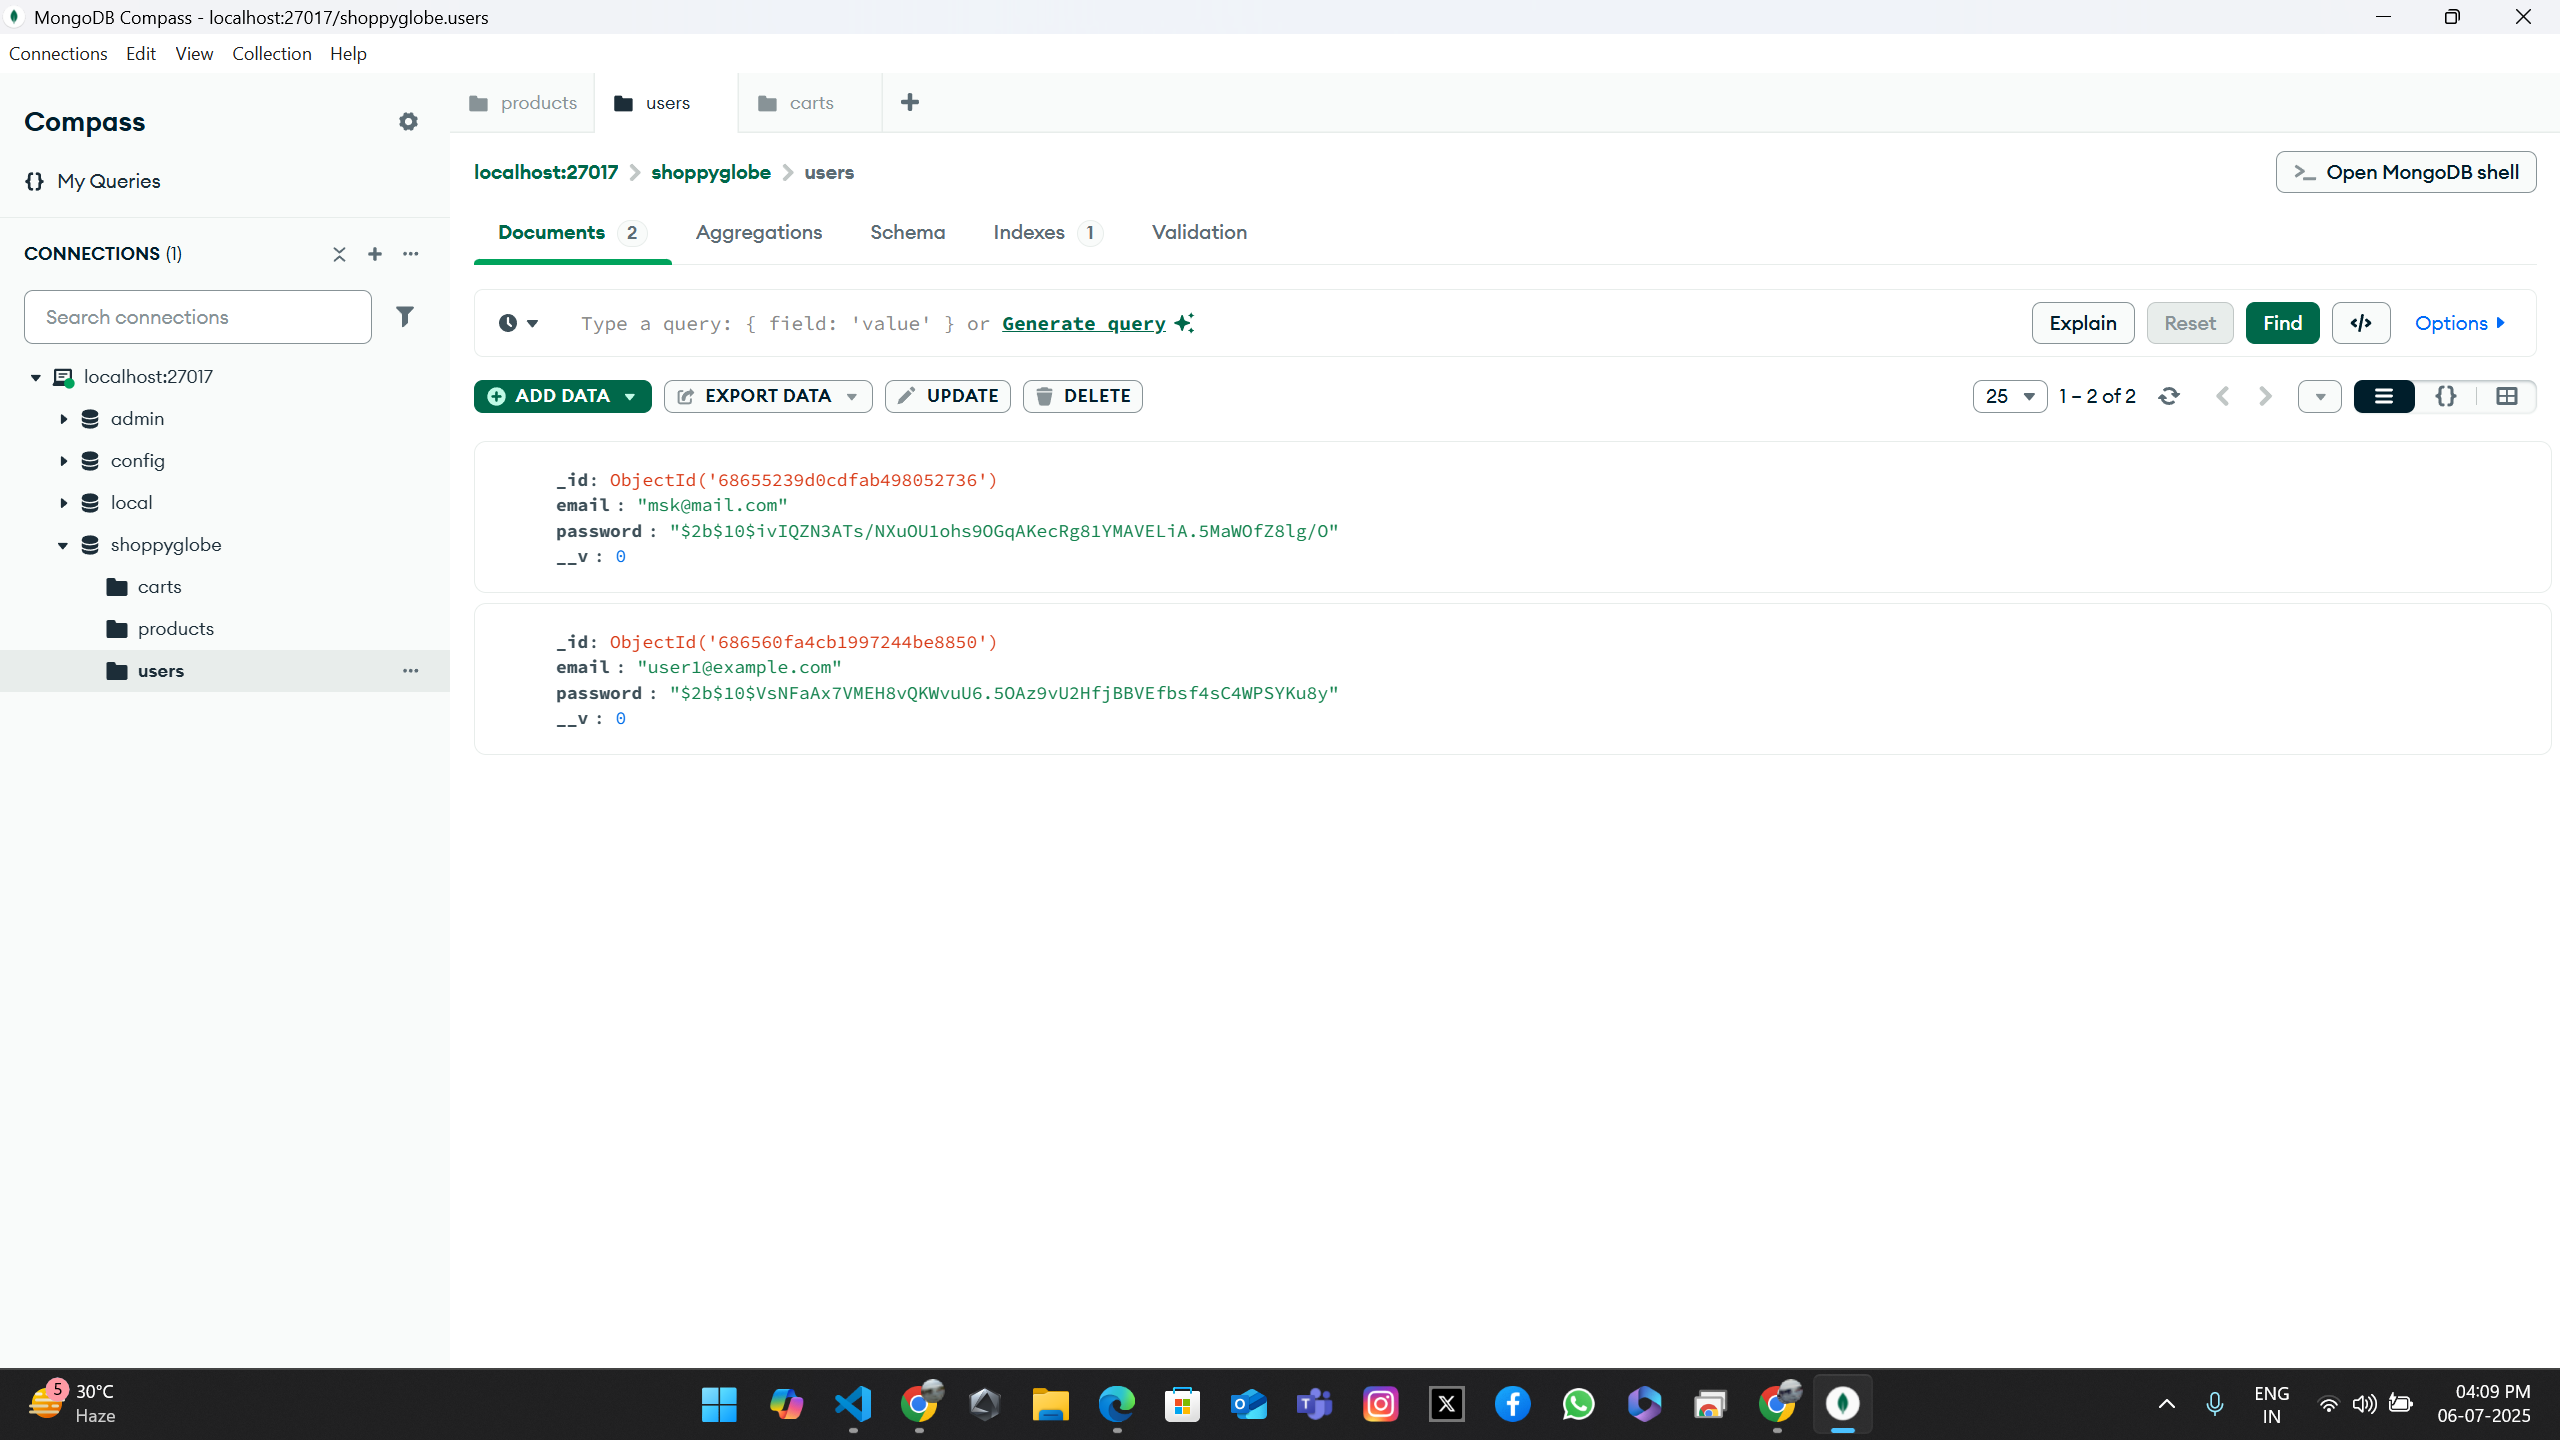 MongoDB Compass - localhost:27017/shoppyglobe.users
Connections Edit View Collection Help
Compass
My Queries
CONNECTIONS (1)
Search connections
localhost:27017
admin
config
local
shoppyglobe
carts
products
users
products users carts
localhost:27017 > shoppyglobe > users
>_ Open MongoDB shell
Documents 2 Aggregations Schema Indexes 1 Validation
Type a query: { field: 'value' } or Generate query
Explain Reset Find </> Options
ADD DATA EXPORT DATA UPDATE DELETE
25 1 – 2 of 2 {}
_id: ObjectId('68655239d0cdfab498052736')
email : "msk@mail.com"
password : "$2b$10$ivIQZN3ATs/NXuOU1ohs9OGqAKecRg81YMAVELiA.5MaWOfZ8lg/O"
__v : 0
_id: ObjectId('686560fa4cb1997244be8850')
email : "user1@example.com"
password : "$2b$10$VsNFaAx7VMEH8vQKWvuU6.5OAz9vU2HfjBBVEfbsf4sC4WPSYKu8y"
__v : 0
5
30°C
Haze
ENG
IN
04:09 PM
06-07-2025